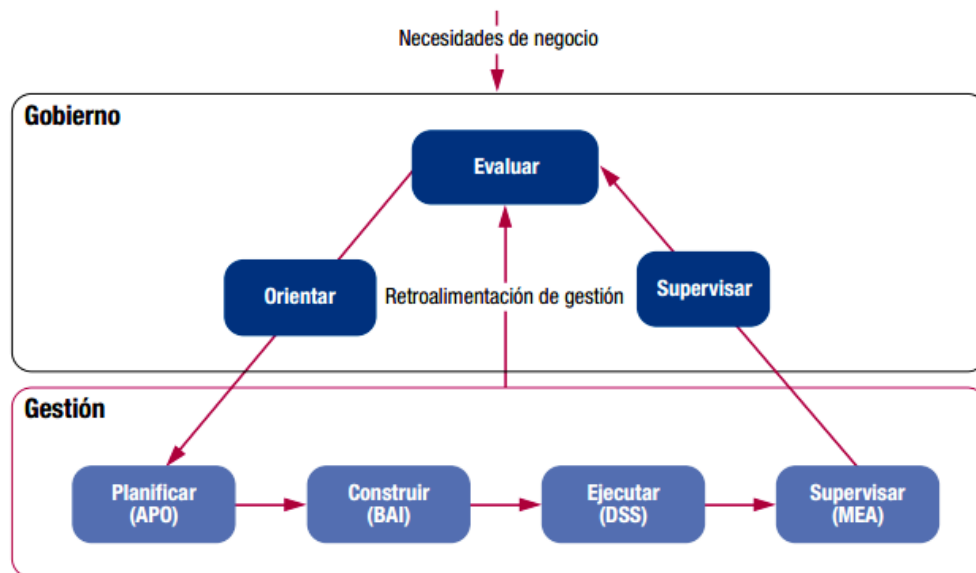 Necesidades de negocio
Gobierno
Evaluar
Orientar
Retroalimentación de gestión
Supervisar
Gestión
Planificar
(APO)
Construir
(BAI)
Ejecutar
(DSS)
Supervisar
(MEA)